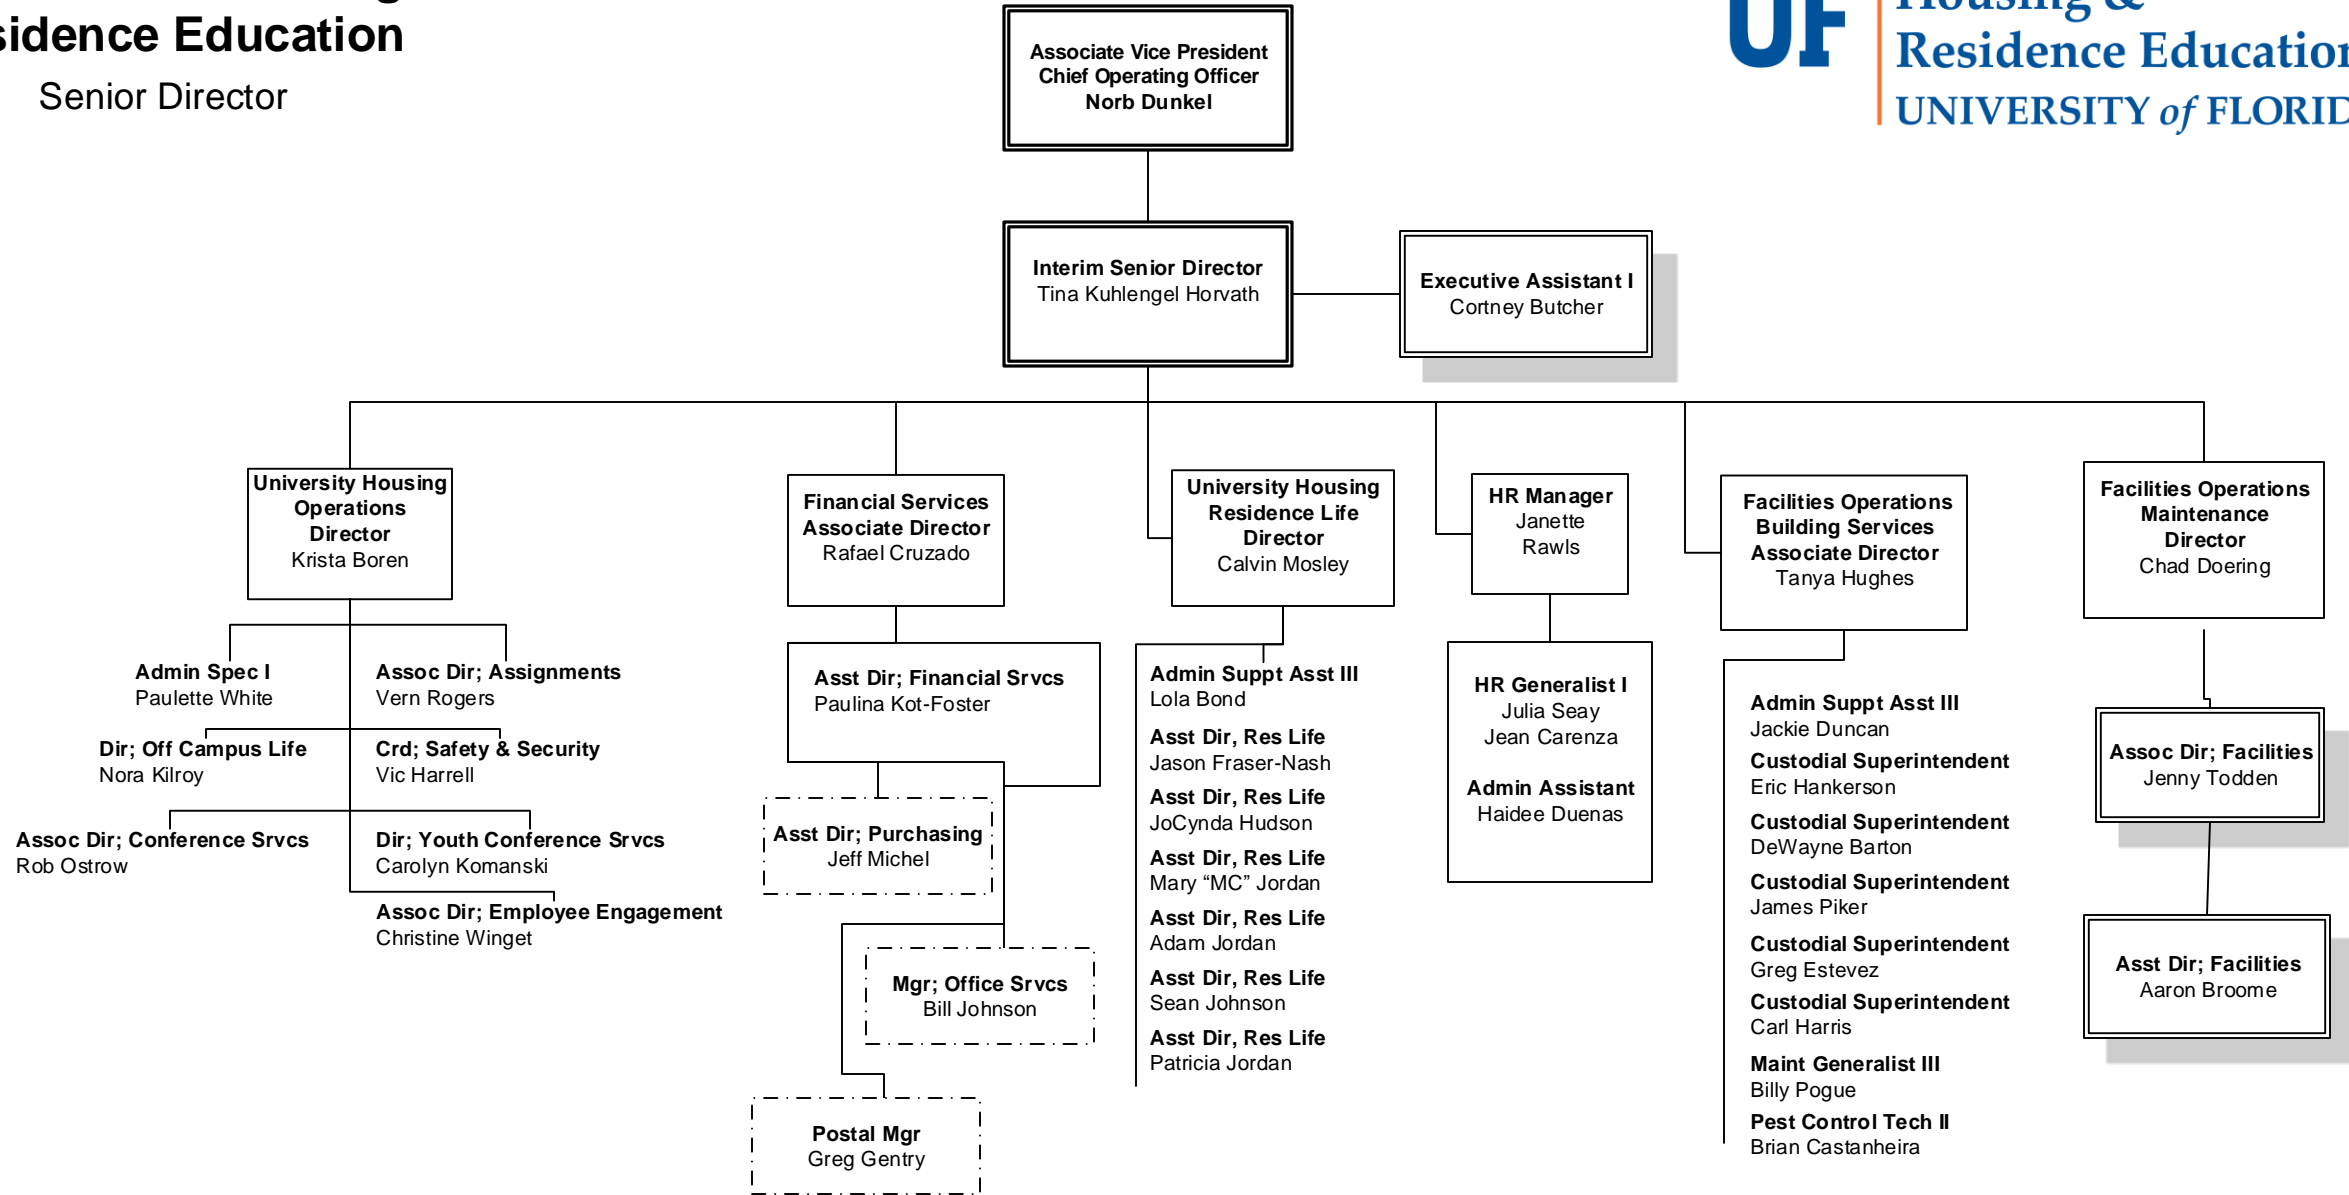 sidence Education
Senior Director
UF
Housing &
Residence Education
UNIVERSITY of FLORID
Associate Vice President
Chief Operating Officer
Norb Dunkel
Interim Senior Director
Tina Kuhlengel Horvath
Executive Assistant I
Cortney Butcher
University Housing
Operations
Director
Krista Boren
Admin Spec I
Paulette White
Assoc Dir; Assignments
Vern Rogers
Dir; Off Campus Life
Nora Kilroy
Crd; Safety & Security
Vic Harrell
Assoc Dir; Conference Srvcs
Rob Ostrow
Dir; Youth Conference Srvcs
Carolyn Komanski
Assoc Dir; Employee Engagement
Christine Winget
Financial Services
Associate Director
Rafael Cruzado
Asst Dir; Financial Srvcs
Paulina Kot-Foster
Asst Dir; Purchasing
Jeff Michel
Mgr; Office Srvcs
Bill Johnson
Postal Mgr
Greg Gentry
University Housing
Residence Life
Director
Calvin Mosley
Admin Suppt Asst III
Lola Bond
Asst Dir, Res Life
Jason Fraser-Nash
Asst Dir, Res Life
JoCynda Hudson
Asst Dir, Res Life
Mary “MC” Jordan
Asst Dir, Res Life
Adam Jordan
Asst Dir, Res Life
Sean Johnson
Asst Dir, Res Life
Patricia Jordan
HR Manager
Janette
Rawls
HR Generalist I
Julia Seay
Jean Carenza
Admin Assistant
Haidee Duenas
Facilities Operations
Building Services
Associate Director
Tanya Hughes
Admin Suppt Asst III
Jackie Duncan
Custodial Superintendent
Eric Hankerson
Custodial Superintendent
DeWayne Barton
Custodial Superintendent
James Piker
Custodial Superintendent
Greg Estevez
Custodial Superintendent
Carl Harris
Maint Generalist III
Billy Pogue
Pest Control Tech II
Brian Castanheira
Facilities Operations
Maintenance
Director
Chad Doering
Assoc Dir; Facilities
Jenny Todden
Asst Dir; Facilities
Aaron Broome